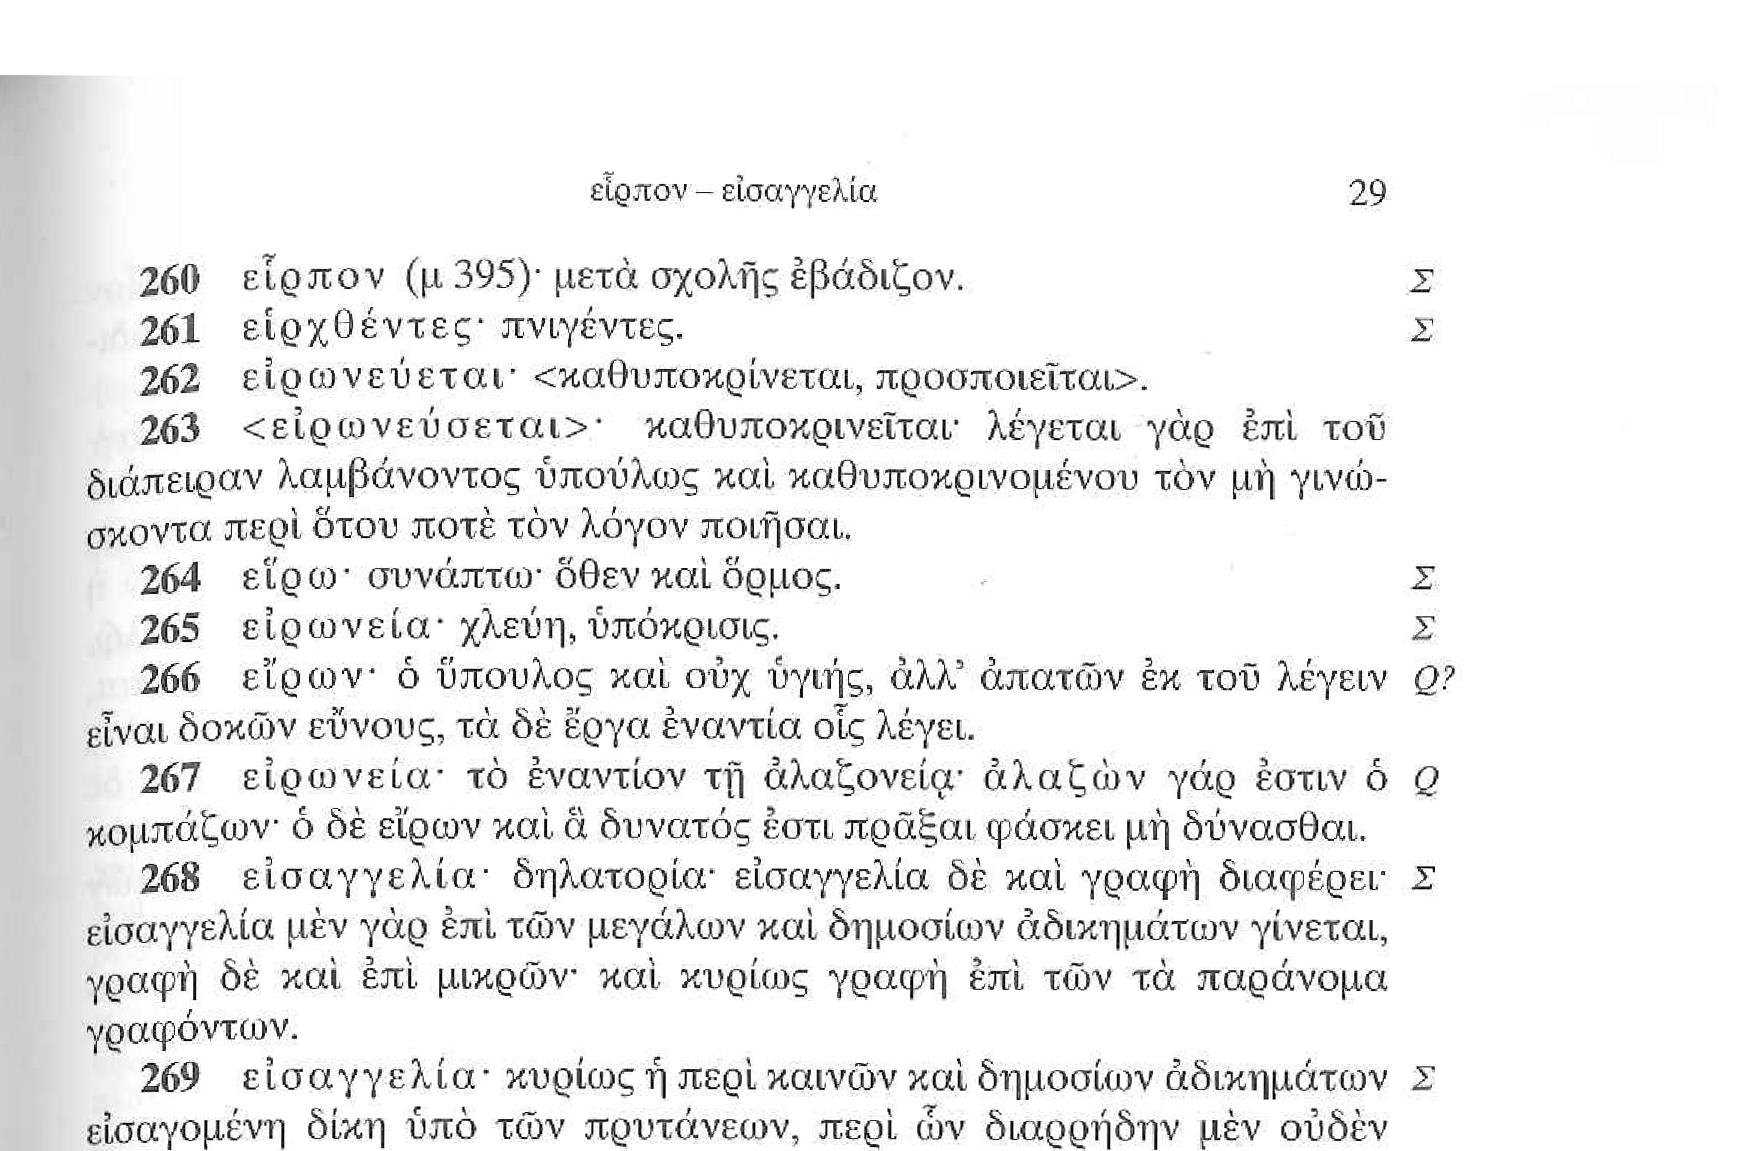 εἷρπον – εἰσαγγελία 29
260 εἷρπον (μ 395)· μετὰ σχολῆς ἐβάδιζον. Σ
261 εἱρχθέντες· πνιγέντες. Σ
262 εἰρωνεύεται· <καθυποκρίνεται, προσποιεῖται>.
263 <εἰρωνεύσεται>· καθυποκρινεῖται· λέγεται γὰρ ἐπὶ τοῦ
διάπειραν λαμβάνοντος ὑπούλως καὶ καθυποκρινομένου τὸν μὴ γινώ-
σκοντα περὶ ὅτου ποτὲ τὸν λόγον ποιῆσαι.
264 εἵρω· συνάπτω· ὅθεν καὶ ὅρμος. Σ
265 εἰρωνεία· χλεύη, ὑπόκρισις. Σ
266 εἴρων· ὁ ὕπουλος καὶ οὐχ ὑγιής, ἀλλ’ ἀπατῶν ἐκ τοῦ λέγειν Q?
εἶναι δοκῶν εὔνους, τὰ δὲ ἔργα ἐναντία οἷς λέγει.
267 εἰρωνεία· τὸ ἐναντίον τῇ ἀλαζονείᾳ· ἀλαζὼν γάρ ἐστιν ὁ Q
κομπάζων· ὁ δὲ εἴρων καὶ ἃ δυνατός ἐστι πρᾶξαι φάσκει μὴ δύνασθαι.
268 εἰσαγγελία· δηλατορία· εἰσαγγελία δὲ καὶ γραφὴ διαφέρει· Σ
εἰσαγγελία μὲν γὰρ ἐπὶ τῶν μεγάλων καὶ δημοσίων ἀδικημάτων γίνεται,
γραφὴ δὲ καὶ ἐπὶ μικρῶν· καὶ κυρίως γραφὴ ἐπὶ τῶν τὰ παράνομα
γραφόντων.
269 εἰσαγγελία· κυρίως ἡ περὶ καινῶν καὶ δημοσίων ἀδικημάτων Σ
εἰσαγομένη δίκη ὑπὸ τῶν πρυτάνεων, περὶ ὧν διαρρήδην μὲν οὐδὲν